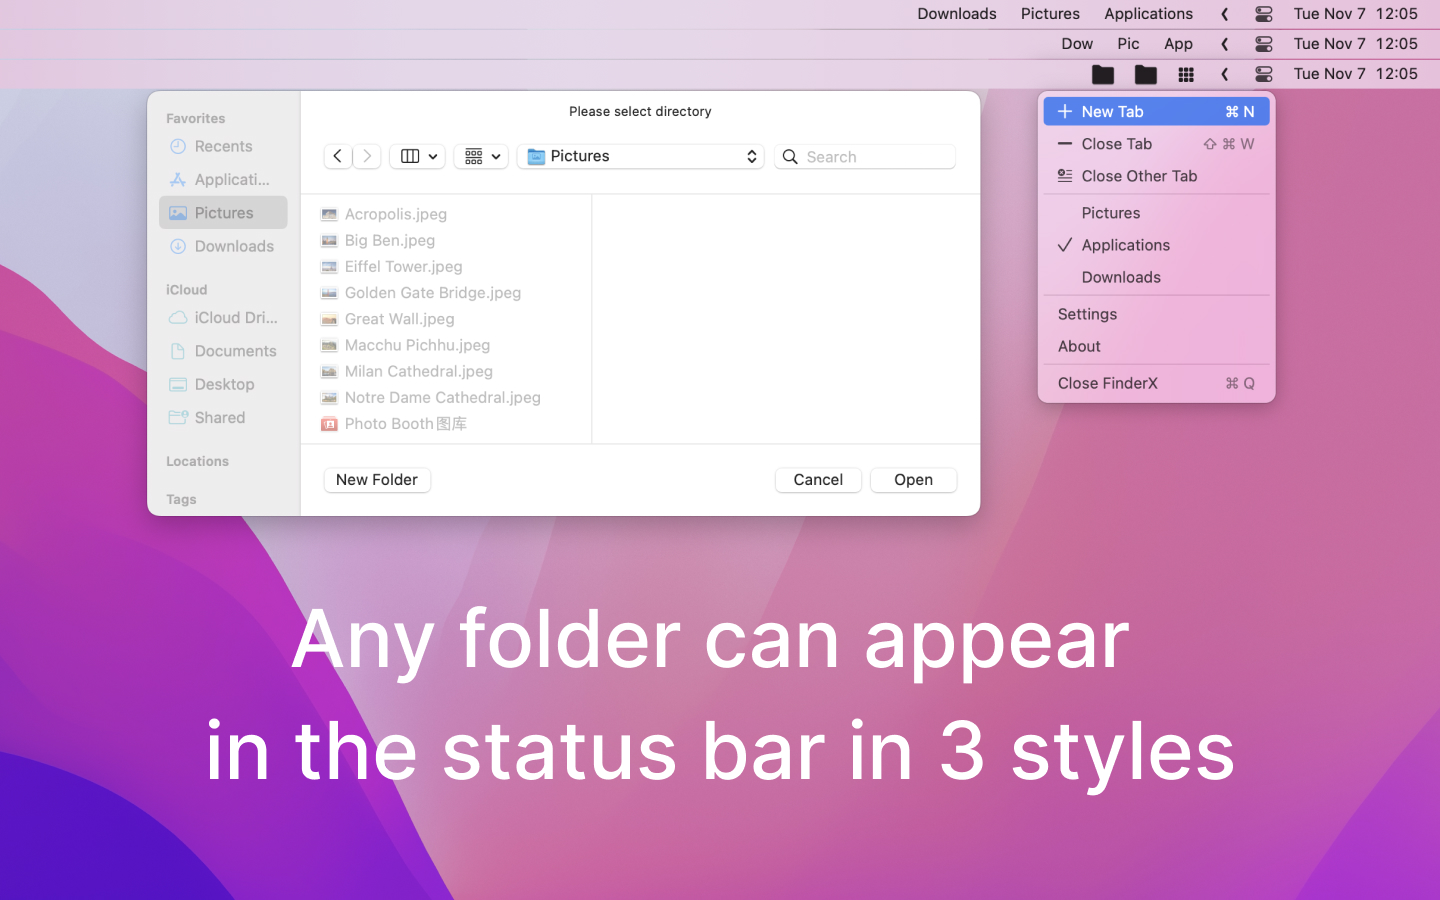 Downloads Pictures Applications Tue Nov 7 12:05
Dow Pic App Tue Nov 7 12:05
Tue Nov 7 12:05
Please select directory
Favorites
Recents
Applicati...
Pictures
Downloads
iCloud
iCloud Dri...
Documents
Desktop
Shared
Locations
Tags
Pictures
Search
Acropolis.jpeg
Big Ben.jpeg
Eiffel Tower.jpeg
Golden Gate Bridge.jpeg
Great Wall.jpeg
Macchu Pichhu.jpeg
Milan Cathedral.jpeg
Notre Dame Cathedral.jpeg
Photo Booth图库
New Folder
Cancel
Open
New Tab ⌘ N
Close Tab ⇧ ⌘ W
Close Other Tab
Pictures
Applications
Downloads
Settings
About
Close FinderX ⌘ Q
Any folder can appear
in the status bar in 3 styles